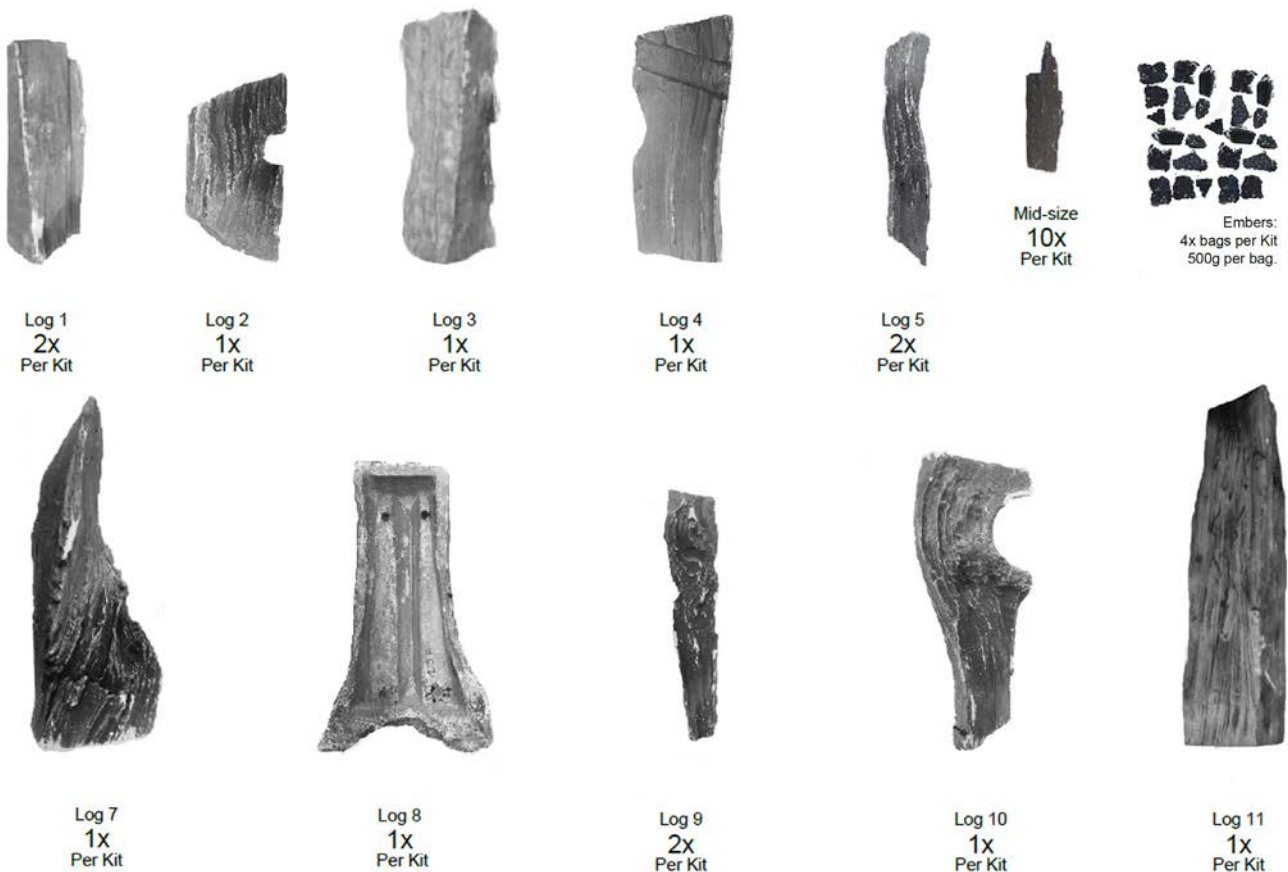 Mid-size
10x
Per Kit
Embers:
4x bags per Kit
500g per bag.
Log 1
2x
Per Kit
Log 2
1x
Per Kit
Log 3
1x
Per Kit
Log 4
1x
Per Kit
Log 5
2x
Per Kit
Log 7
1x
Per Kit
Log 8
1x
Per Kit
Log 9
2x
Per Kit
Log 10
1x
Per Kit
Log 11
1x
Per Kit